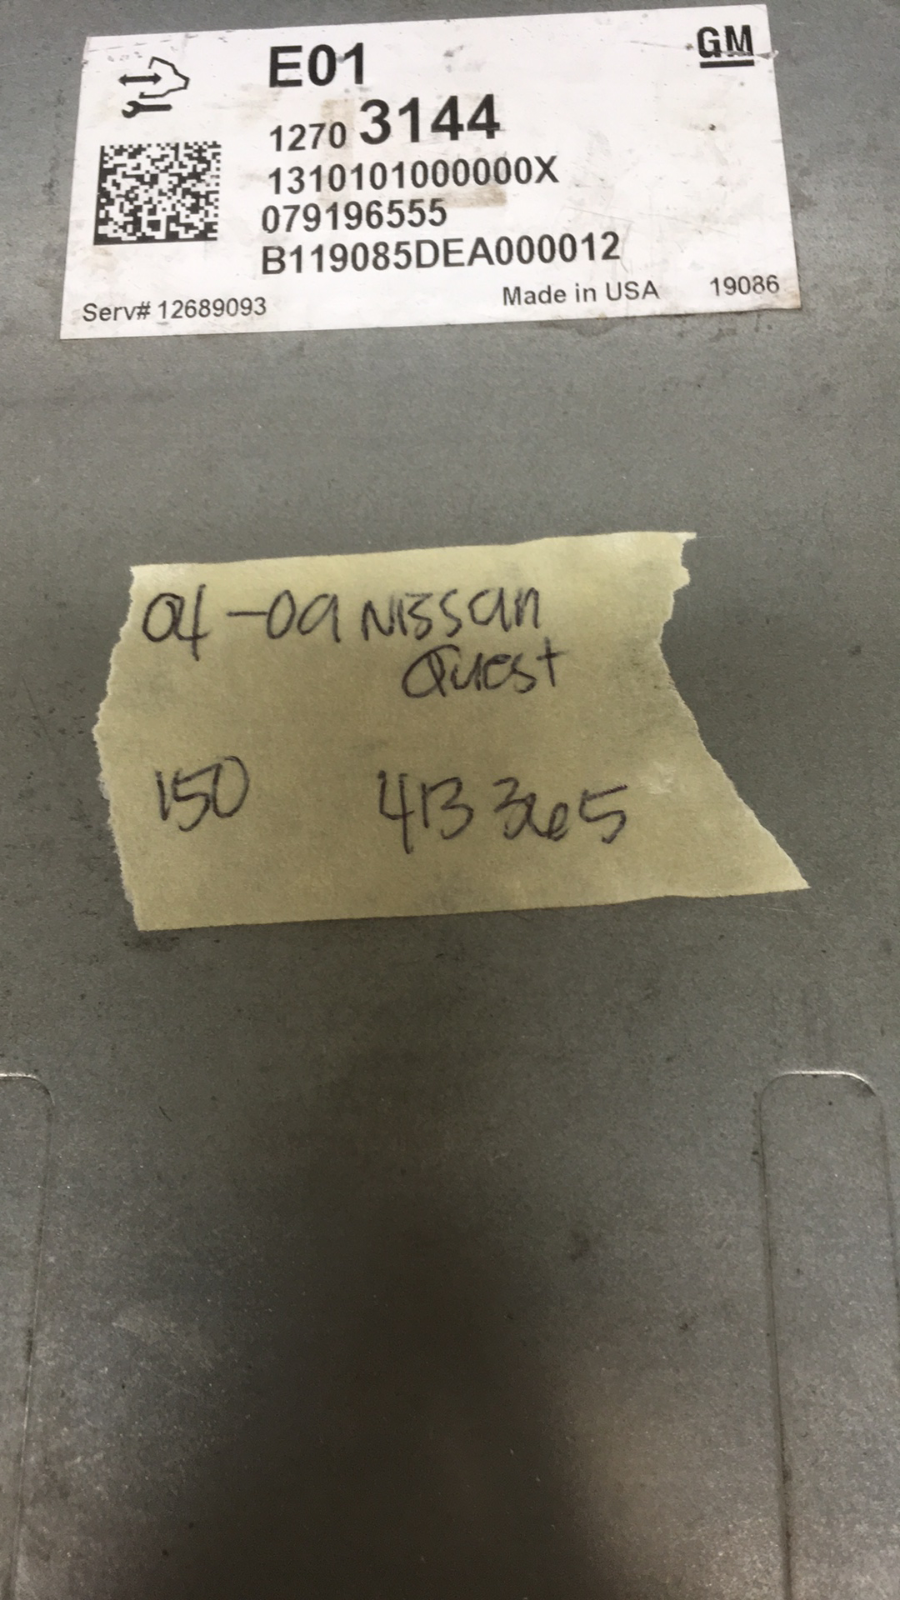 E01
GM
1270 3144
1310101000000X
079196555
B119085DEA000012
Serv# 12689093
Made in USA 19086
04-09 Nissan
Quest
150 413365